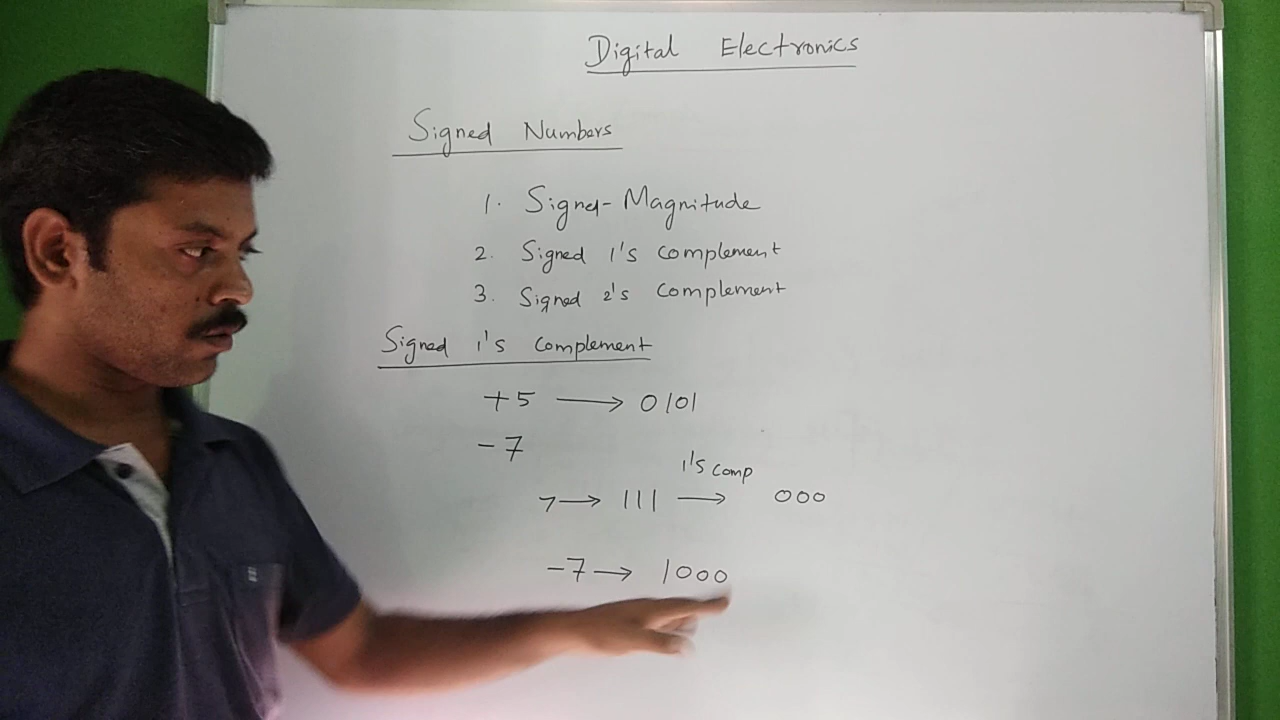 Digital Electronics
Signed Numbers
1. Signed-Magnitude
2. Signed 1's Complement
3. Signed 2's Complement
Signed 1's Complement
+5 ⟶ 0101
-7
1's Comp
7 ⟶ 111 ⟶ 000
-7 ⟶ 1000